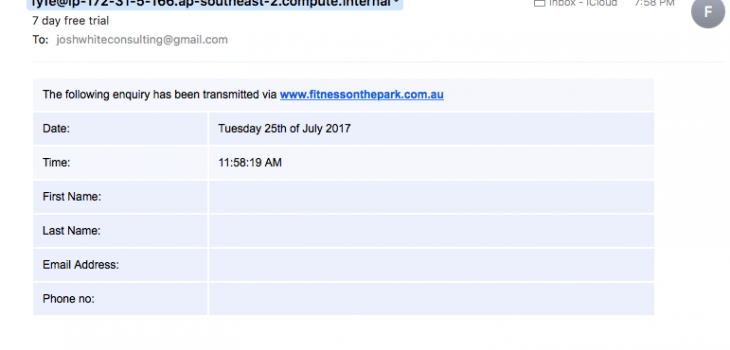 fyfe@ip-172-31-5-166.ap-southeast-2.compute.internal
Inbox - iCloud 7:58 PM
F
7 day free trial
To: joshwhiteconsulting@gmail.com
The following enquiry has been transmitted via www.fitnessonthepark.com.au
Date: Tuesday 25th of July 2017
Time: 11:58:19 AM
First Name:
Last Name:
Email Address:
Phone no: